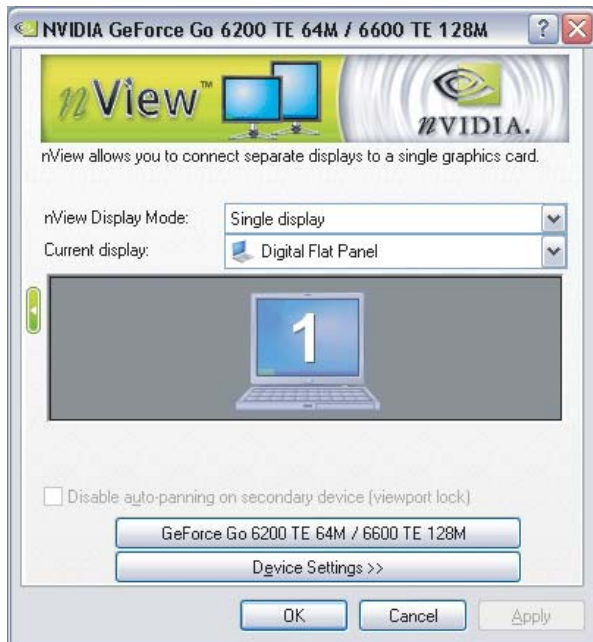 NVIDIA GeForce Go 6200 TE 64M / 6600 TE 128M
nView™
nVIDIA.
nView allows you to connect separate displays to a single graphics card.
nView Display Mode: Single display
Current display: Digital Flat Panel
1
Disable auto-panning on secondary device (viewport lock)
GeForce Go 6200 TE 64M / 6600 TE 128M
Device Settings >>
OK Cancel Apply